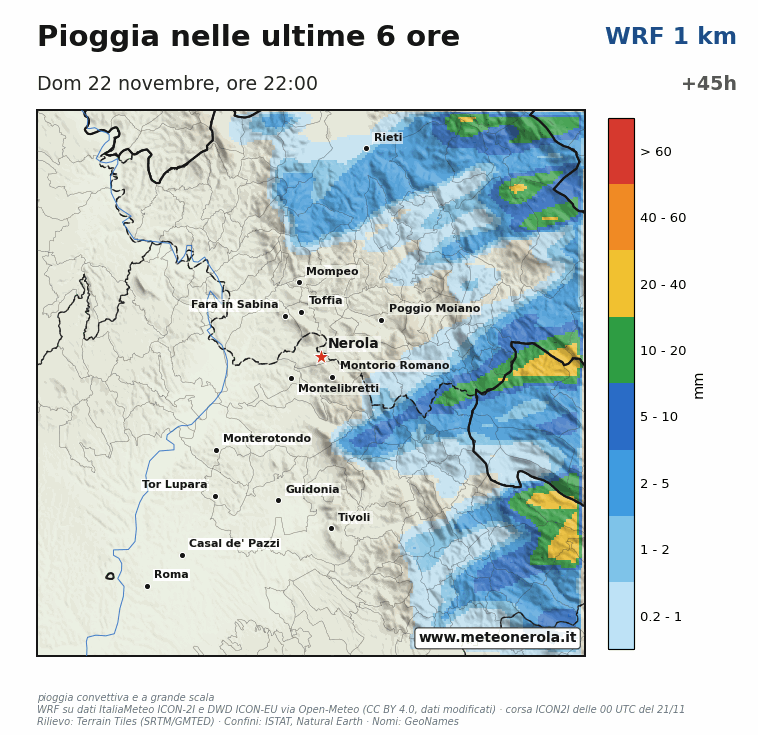 Pioggia nelle ultime 6 ore
WRF 1 km
Dom 22 novembre, ore 22:00
+45h
Rieti
Mompeo
Fara in Sabina
Toffia
Poggio Moiano
Nerola
Montorio Romano
Montelibretti
Monterotondo
Tor Lupara
Guidonia
Tivoli
Casal de' Pazzi
Roma
www.meteonerola.it
> 60
40 - 60
20 - 40
10 - 20
5 - 10
2 - 5
1 - 2
0.2 - 1
mm
pioggia convettiva e a grande scala
WRF su dati ItaliaMeteo ICON-2I e DWD ICON-EU via Open-Meteo (CC BY 4.0, dati modificati) · corsa ICON2I delle 00 UTC del 21/11
Rilievo: Terrain Tiles (SRTM/GMTED) · Confini: ISTAT, Natural Earth · Nomi: GeoNames